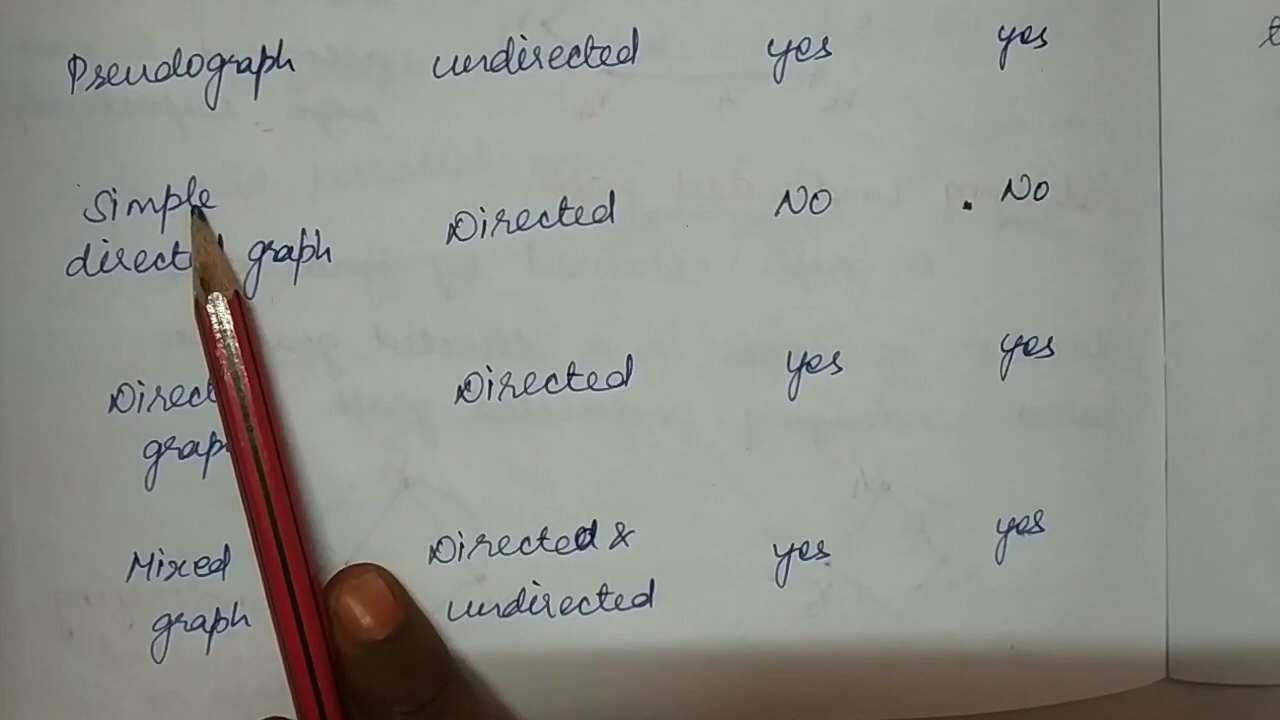 Pseudograph undirected yes yes
Simple
directed graph Directed No No
Direct
graph Directed yes yes
Mixed Directed &
graph undirected yes yes